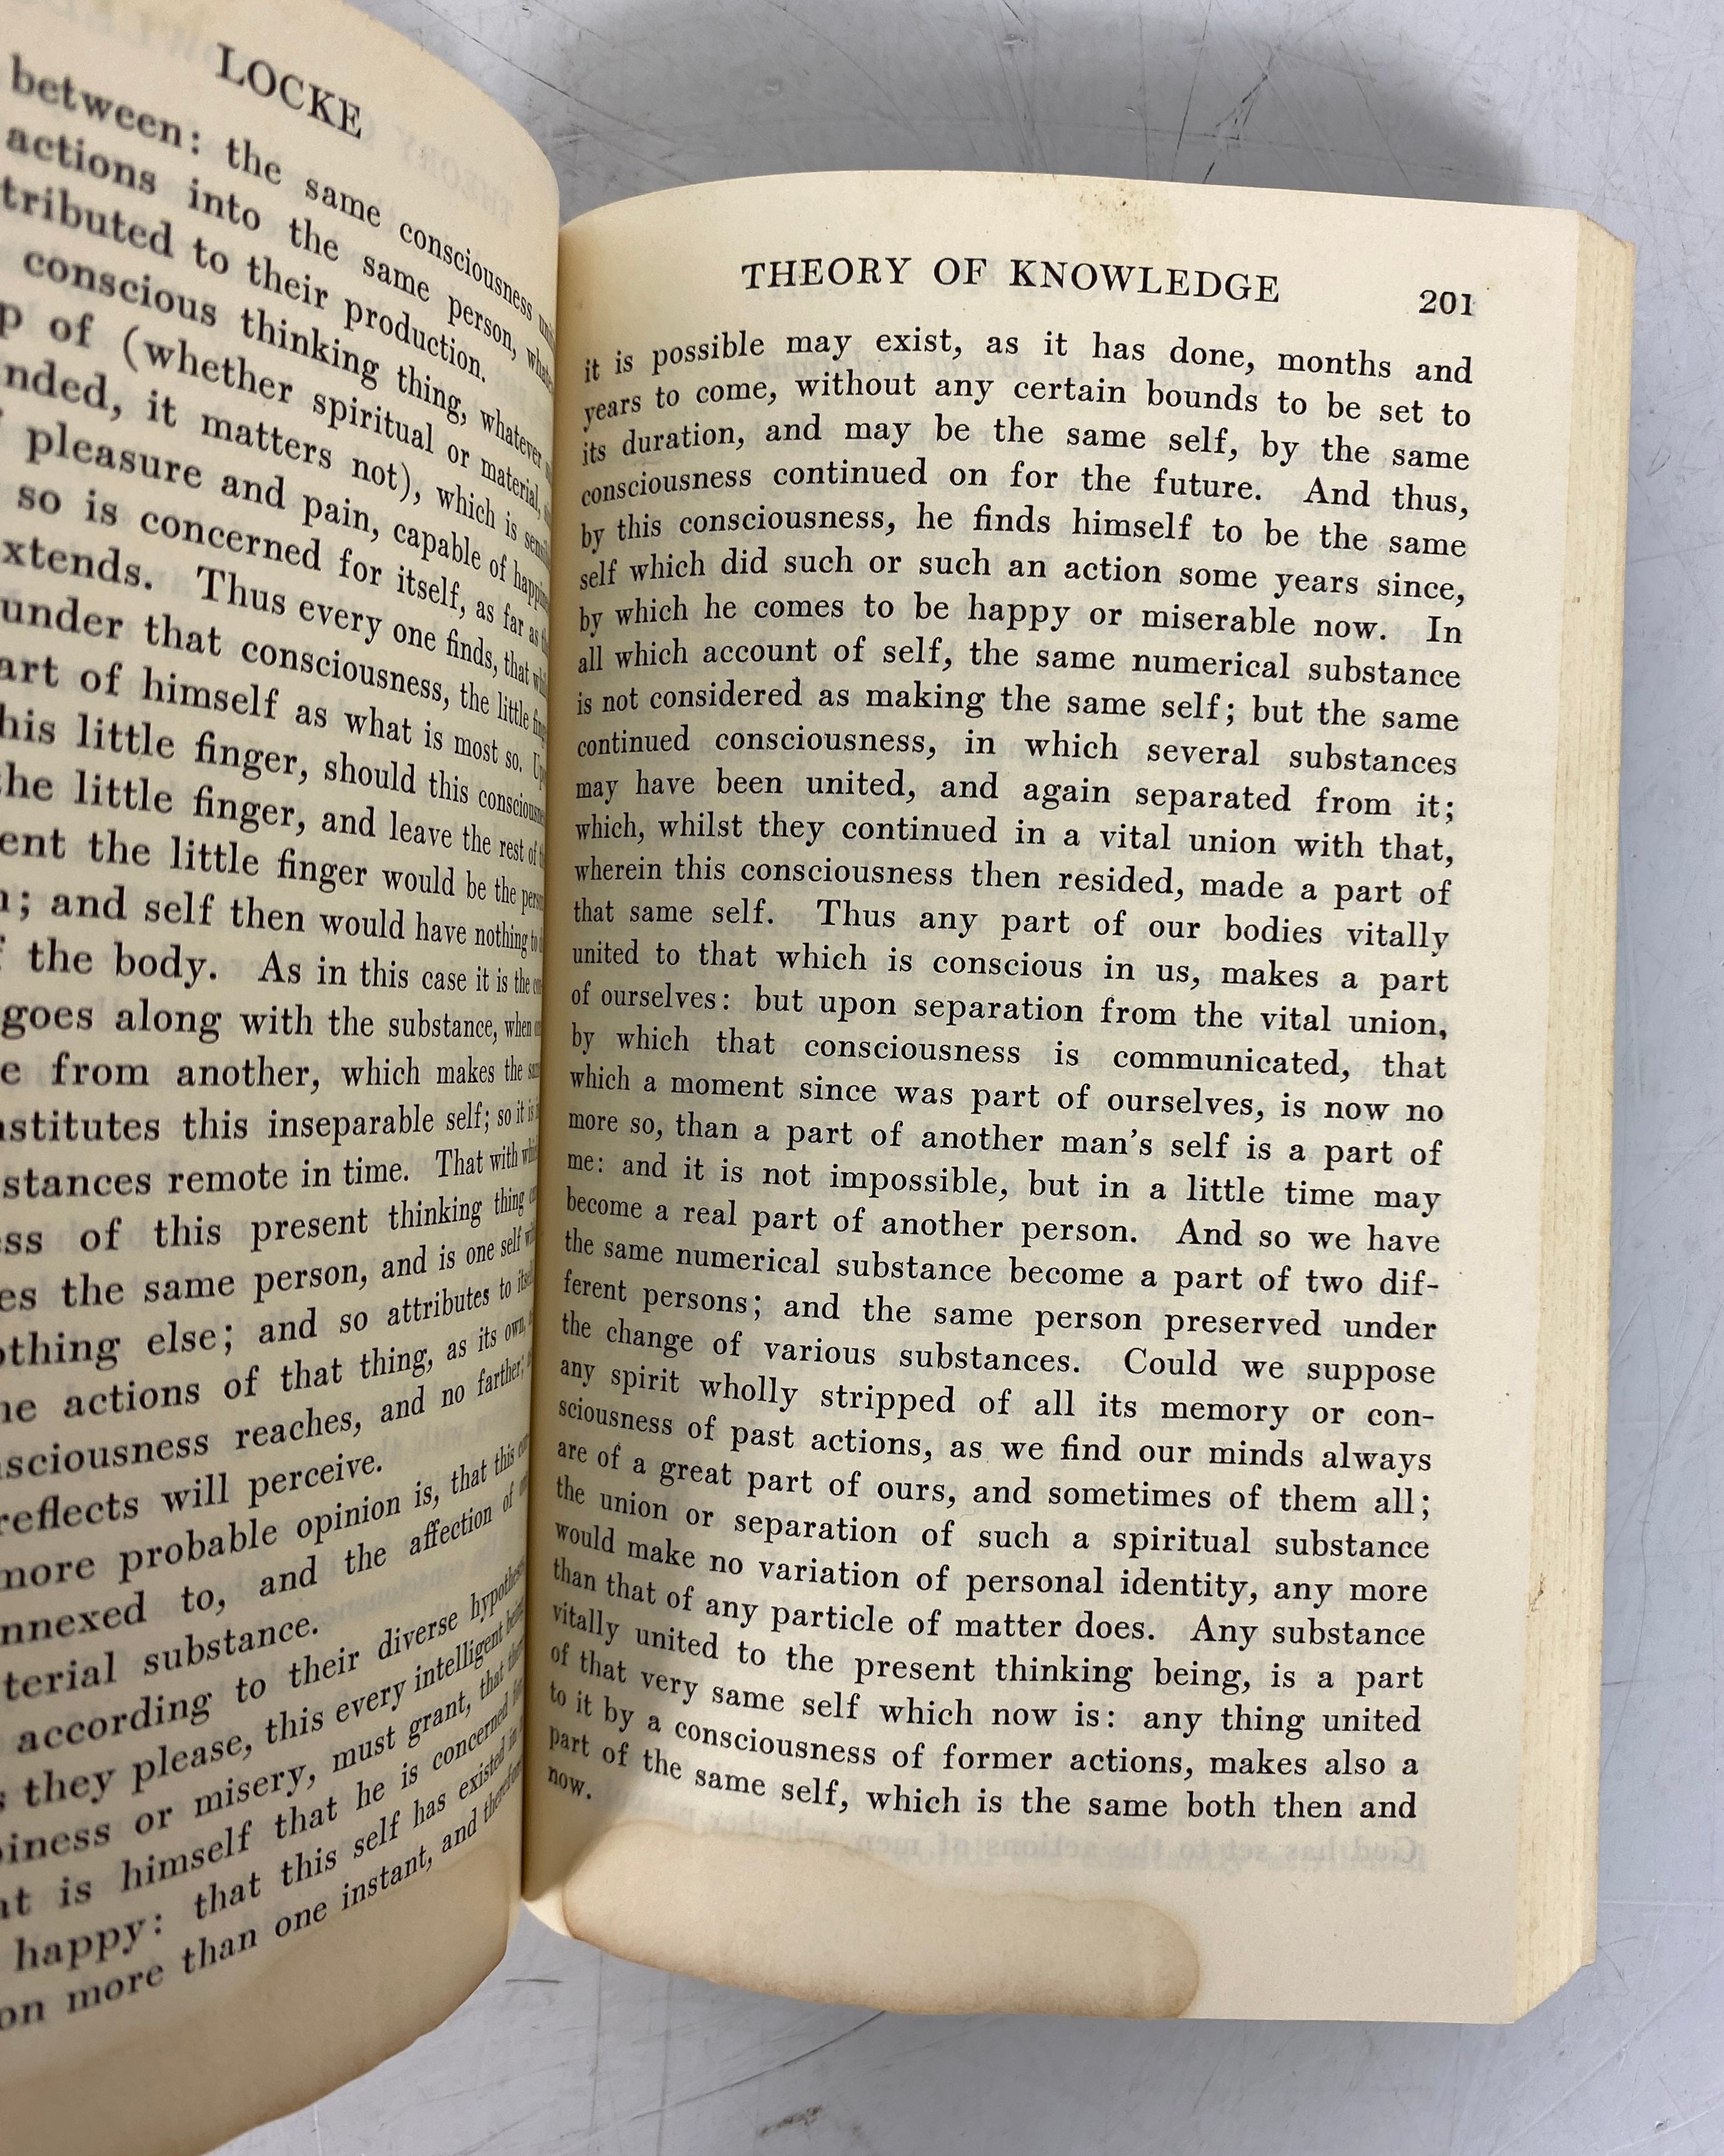 LOCKE
between: the same consciousness
actions into the same person,
tributed to their production.
conscious thinking thing, whatever
of (whether spiritual or material,
nded, it matters not), which is
pleasure and pain, capable of
so is concerned for itself, as far as
xtends. Thus every one finds, that
under that consciousness, the little
art of himself as what is most so.
his little finger, should this
the little finger, and leave the rest of
ent the little finger would be the
; and self then would have nothing to
the body. As in this case it is the
goes along with the substance, when
e from another, which makes the
stitutes this inseparable self; so it is
stances remote in time. That with
ess of this present thinking thing
es the same person, and is one self
othing else; and so attributes to
he actions of that thing, as its own,
nsciousness reaches, and no farther;
reflects will perceive.
more probable opinion is, that this
nnexed to, and the affection of
terial substance.
according to their diverse
s they please, this every intelligent being
piness or misery, must grant, that
t is himself that he is concerned
happy: that this self has existed in
on more than one instant, and therefore
THEORY OF KNOWLEDGE 201
it is possible may exist, as it has done, months and
years to come, without any certain bounds to be set to
its duration, and may be the same self, by the same
consciousness continued on for the future. And thus,
by this consciousness, he finds himself to be the same
self which did such or such an action some years since,
by which he comes to be happy or miserable now. In
all which account of self, the same numerical substance
is not considered as making the same self; but the same
continued consciousness, in which several substances
may have been united, and again separated from it;
which, whilst they continued in a vital union with that,
wherein this consciousness then resided, made a part of
that same self. Thus any part of our bodies vitally
united to that which is conscious in us, makes a part
of ourselves: but upon separation from the vital union,
by which that consciousness is communicated, that
which a moment since was part of ourselves, is now no
more so, than a part of another man's self is a part of
me: and it is not impossible, but in a little time may
become a real part of another person. And so we have
the same numerical substance become a part of two dif-
ferent persons; and the same person preserved under
the change of various substances. Could we suppose
any spirit wholly stripped of all its memory or con-
sciousness of past actions, as we find our minds always
are of a great part of ours, and sometimes of them all;
the union or separation of such a spiritual substance
would make no variation of personal identity, any more
than that of any particle of matter does. Any substance
vitally united to the present thinking being, is a part
of that very same self which now is: any thing united
to it by a consciousness of former actions, makes also a
part of the same self, which is the same both then and
now.